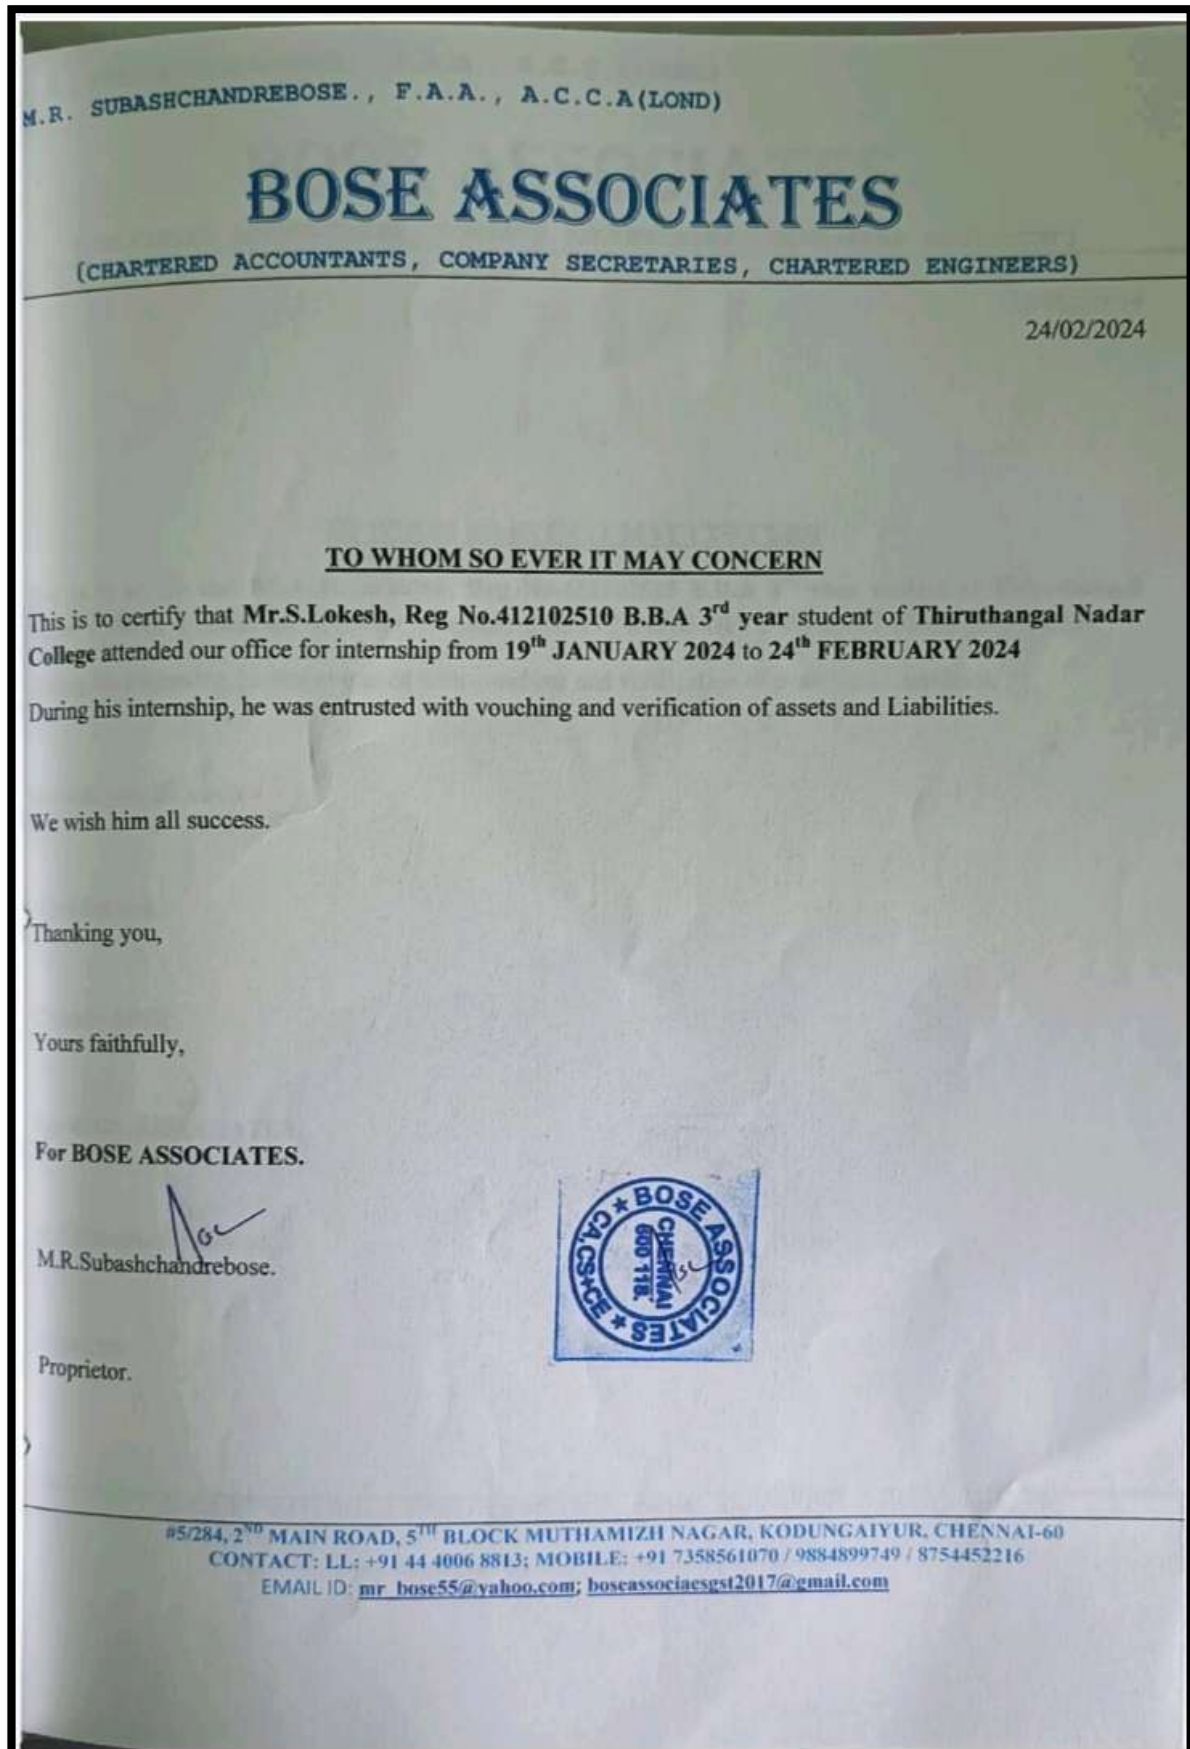 M.R. SUBASHCHANDREBOSE., F.A.A., A.C.C.A(LOND)
BOSE ASSOCIATES
(CHARTERED ACCOUNTANTS, COMPANY SECRETARIES, CHARTERED ENGINEERS)
24/02/2024
TO WHOM SO EVER IT MAY CONCERN
This is to certify that Mr.S.Lokesh, Reg No.412102510 B.B.A 3rd year student of Thiruthangal Nadar
College attended our office for internship from 19th JANUARY 2024 to 24th FEBRUARY 2024
During his internship, he was entrusted with vouching and verification of assets and Liabilities.
We wish him all success.
Thanking you,
Yours faithfully,
For BOSE ASSOCIATES.
M.R.Subashchandrebose.
★ BOSE ASSOCIATES ★ CA,CS+CE
CHENNAI
600 118.
Proprietor.
#5/284, 2ND MAIN ROAD, 5TH BLOCK MUTHAMIZH NAGAR, KODUNGAIYUR, CHENNAI-60
CONTACT: LL: +91 44 4006 8813; MOBILE: +91 7358561070 / 9884899749 / 8754452216
EMAIL ID: mr_bose55@yahoo.com; boseassociaesgst2017@gmail.com